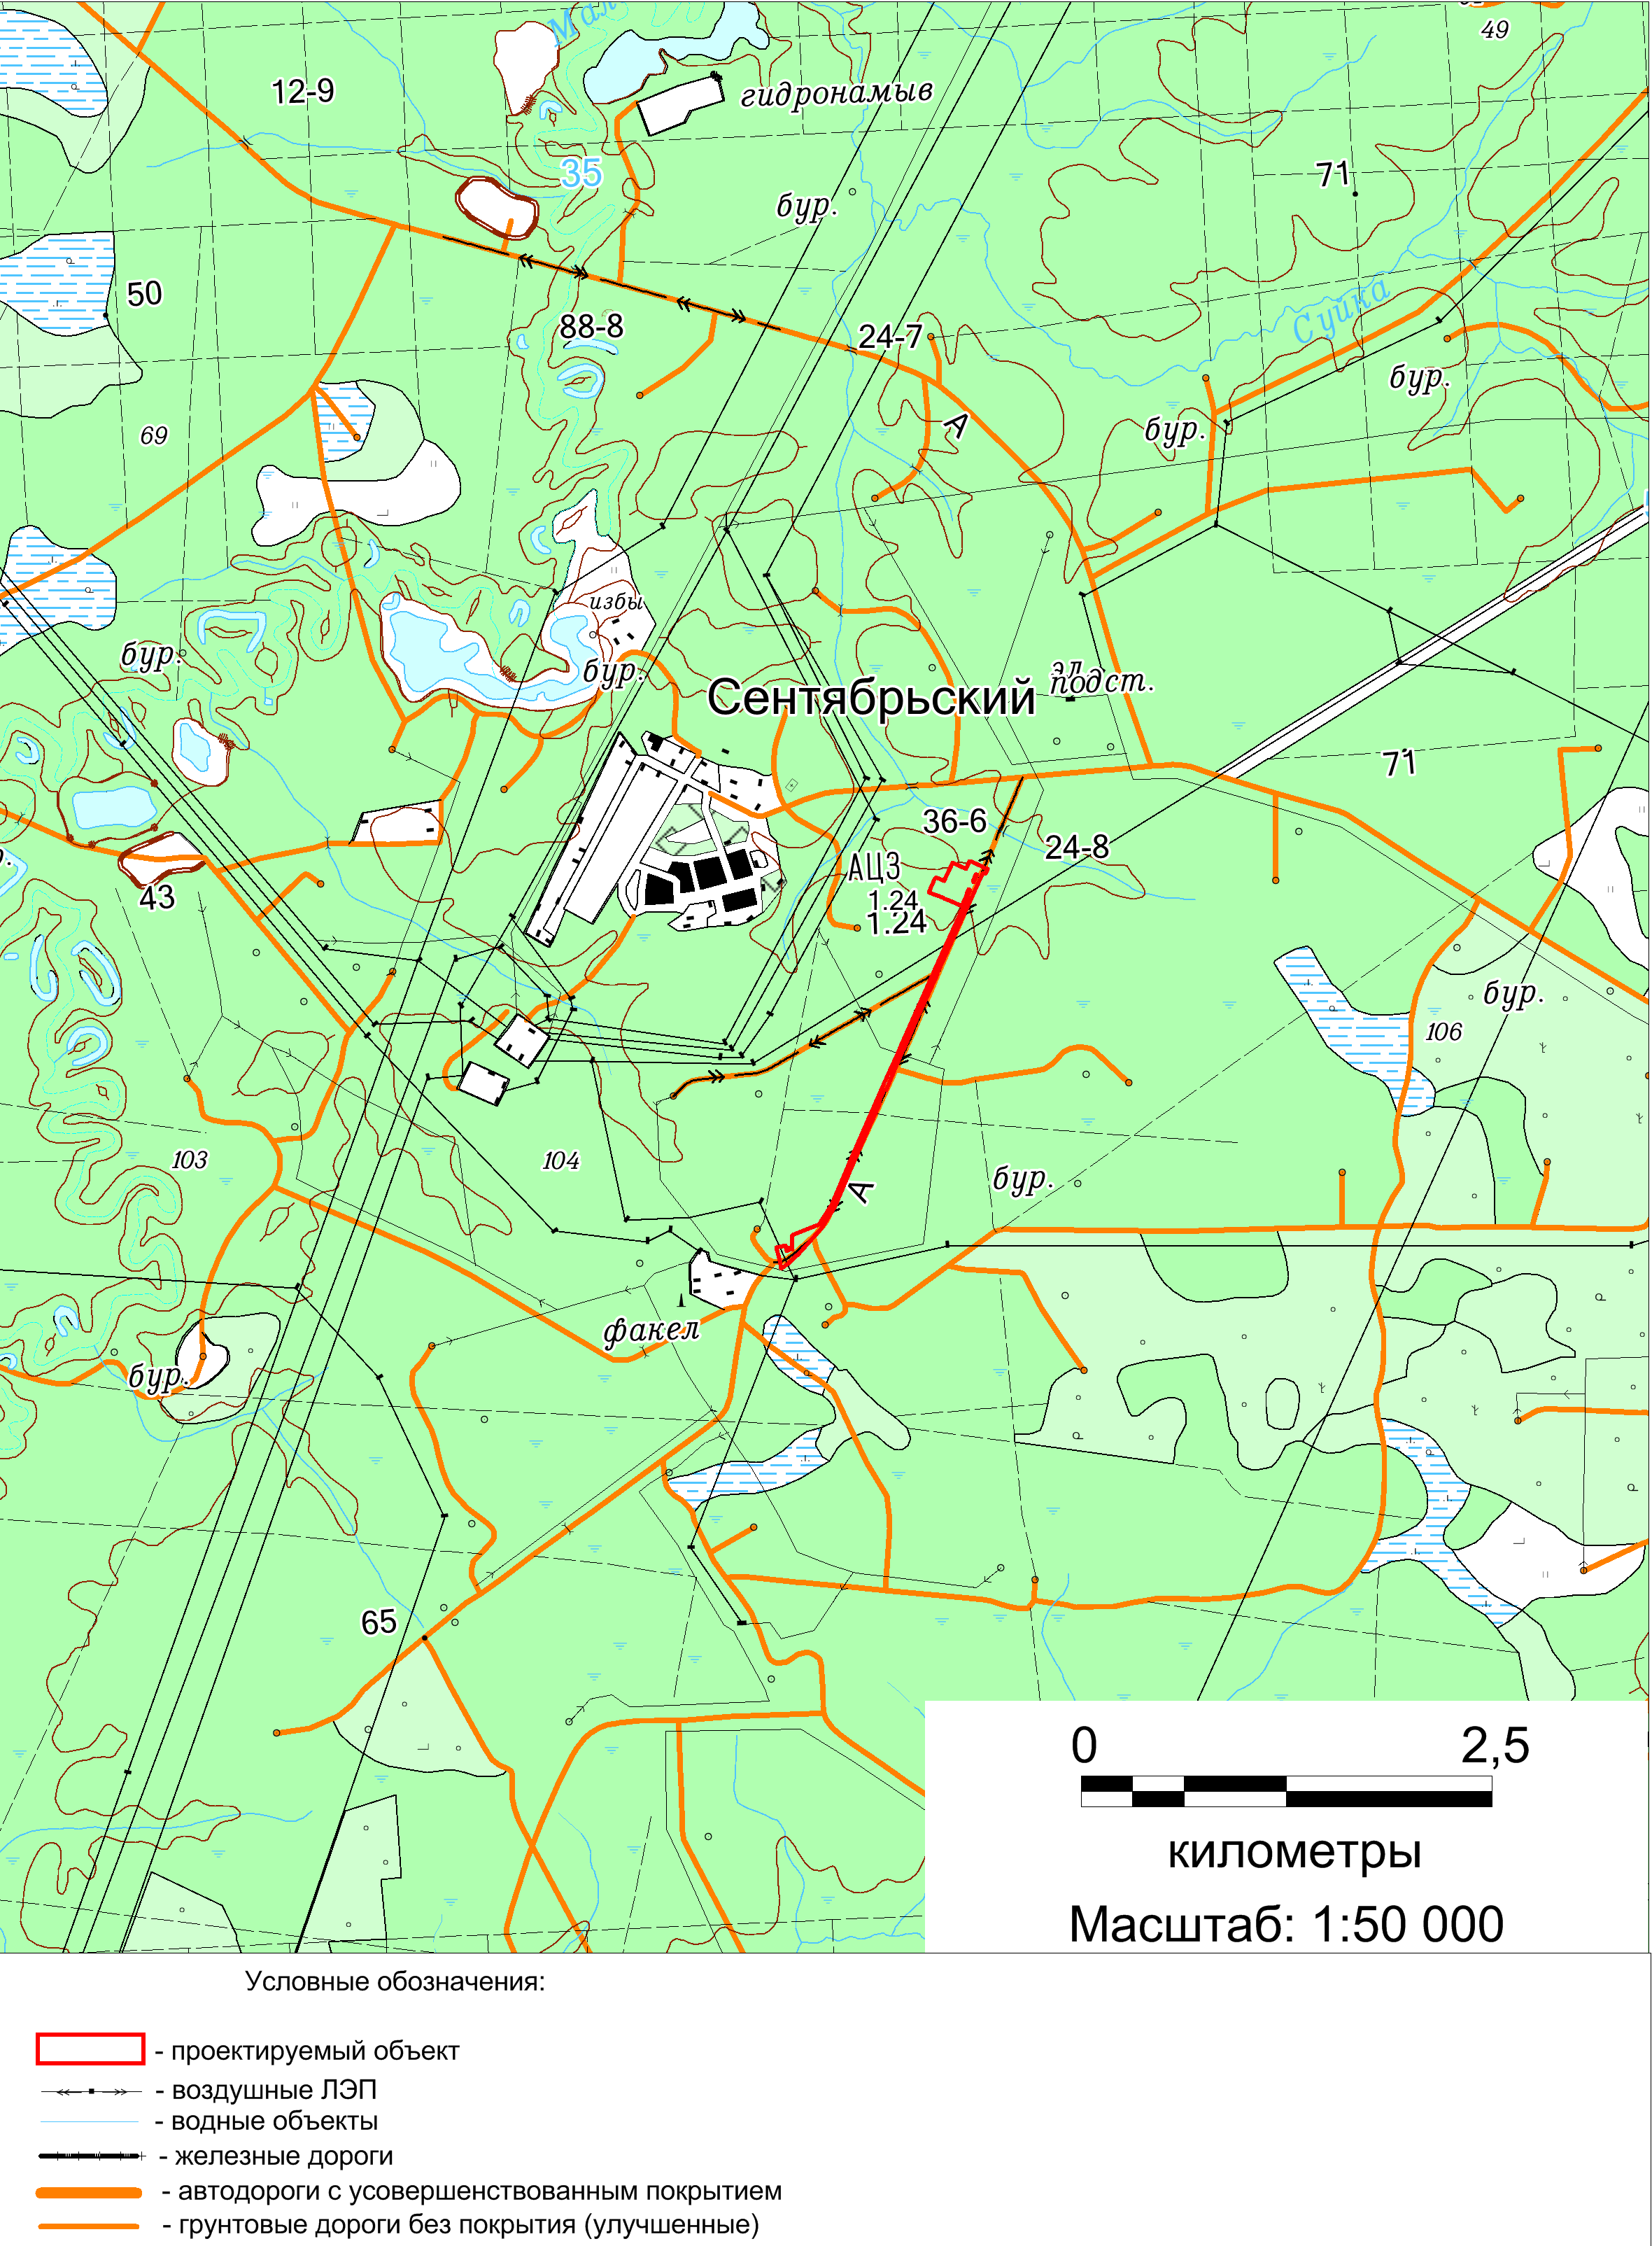 Мал
49
12-9
гидронамыв
35
71
бур.
50
Суйка
88-8
24-7
бур.
69
А
бур.
избы
бур.
бур.
эл.
подст.
Сентябрьский
71
36-6
24-8
АЦЗ
43
1.24
1.24
бур.
106
103
104
бур.
А
факел
бур.
65
0 2,5
километры
Масштаб: 1:50 000
Условные обозначения:
- проектируемый объект
- воздушные ЛЭП
- водные объекты
- железные дороги
- автодороги с усовершенствованным покрытием
- грунтовые дороги без покрытия (улучшенные)